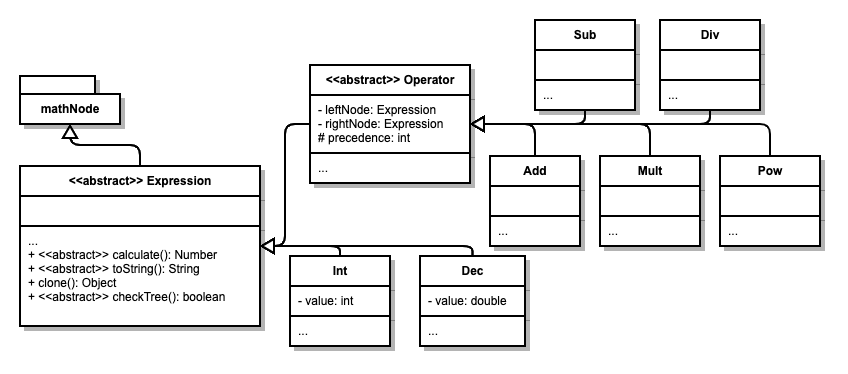 mathNode
<<abstract>> Expression
...
+ <<abstract>> calculate(): Number
+ <<abstract>> toString(): String
+ clone(): Object
+ <<abstract>> checkTree(): boolean
<<abstract>> Operator
- leftNode: Expression
- rightNode: Expression
# precedence: int
...
Sub
...
Div
...
Add
...
Mult
...
Pow
...
Int
- value: int
...
Dec
- value: double
...